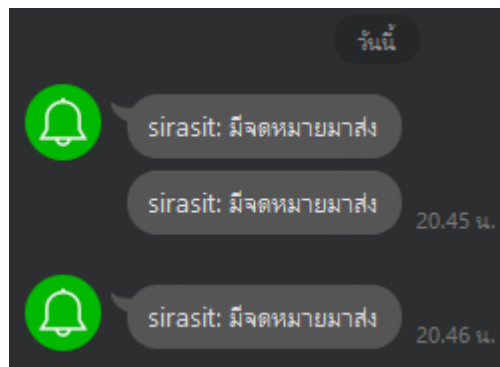 วันนี้
sirasit: มีจดหมายมาส่ง
sirasit: มีจดหมายมาส่ง
20.45 น.
sirasit: มีจดหมายมาส่ง
20.46 น.